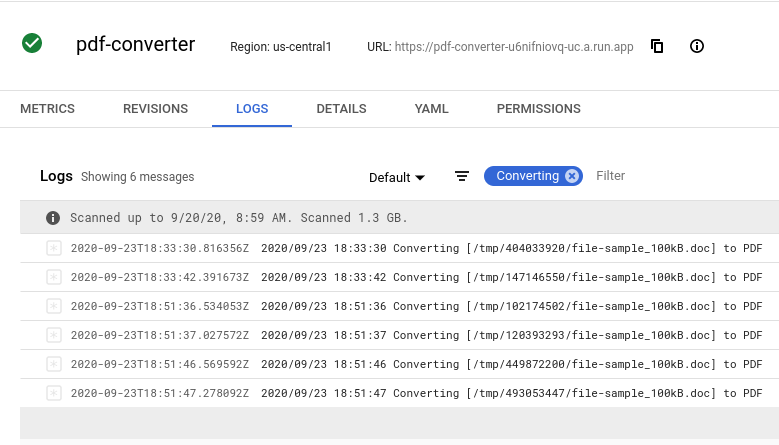 pdf-converter Region: us-central1 URL: https://pdf-converter-u6nifniovq-uc.a.run.app
METRICS REVISIONS LOGS DETAILS YAML PERMISSIONS
Logs Showing 6 messages Default Converting Filter
Scanned up to 9/20/20, 8:59 AM. Scanned 1.3 GB.
2020-09-23T18:33:30.816356Z 2020/09/23 18:33:30 Converting [/tmp/404033920/file-sample_100kB.doc] to PDF
2020-09-23T18:33:42.391673Z 2020/09/23 18:33:42 Converting [/tmp/147146550/file-sample_100kB.doc] to PDF
2020-09-23T18:51:36.534053Z 2020/09/23 18:51:36 Converting [/tmp/102174502/file-sample_100kB.doc] to PDF
2020-09-23T18:51:37.027572Z 2020/09/23 18:51:37 Converting [/tmp/120393293/file-sample_100kB.doc] to PDF
2020-09-23T18:51:46.569592Z 2020/09/23 18:51:46 Converting [/tmp/449872200/file-sample_100kB.doc] to PDF
2020-09-23T18:51:47.278092Z 2020/09/23 18:51:47 Converting [/tmp/493053447/file-sample_100kB.doc] to PDF